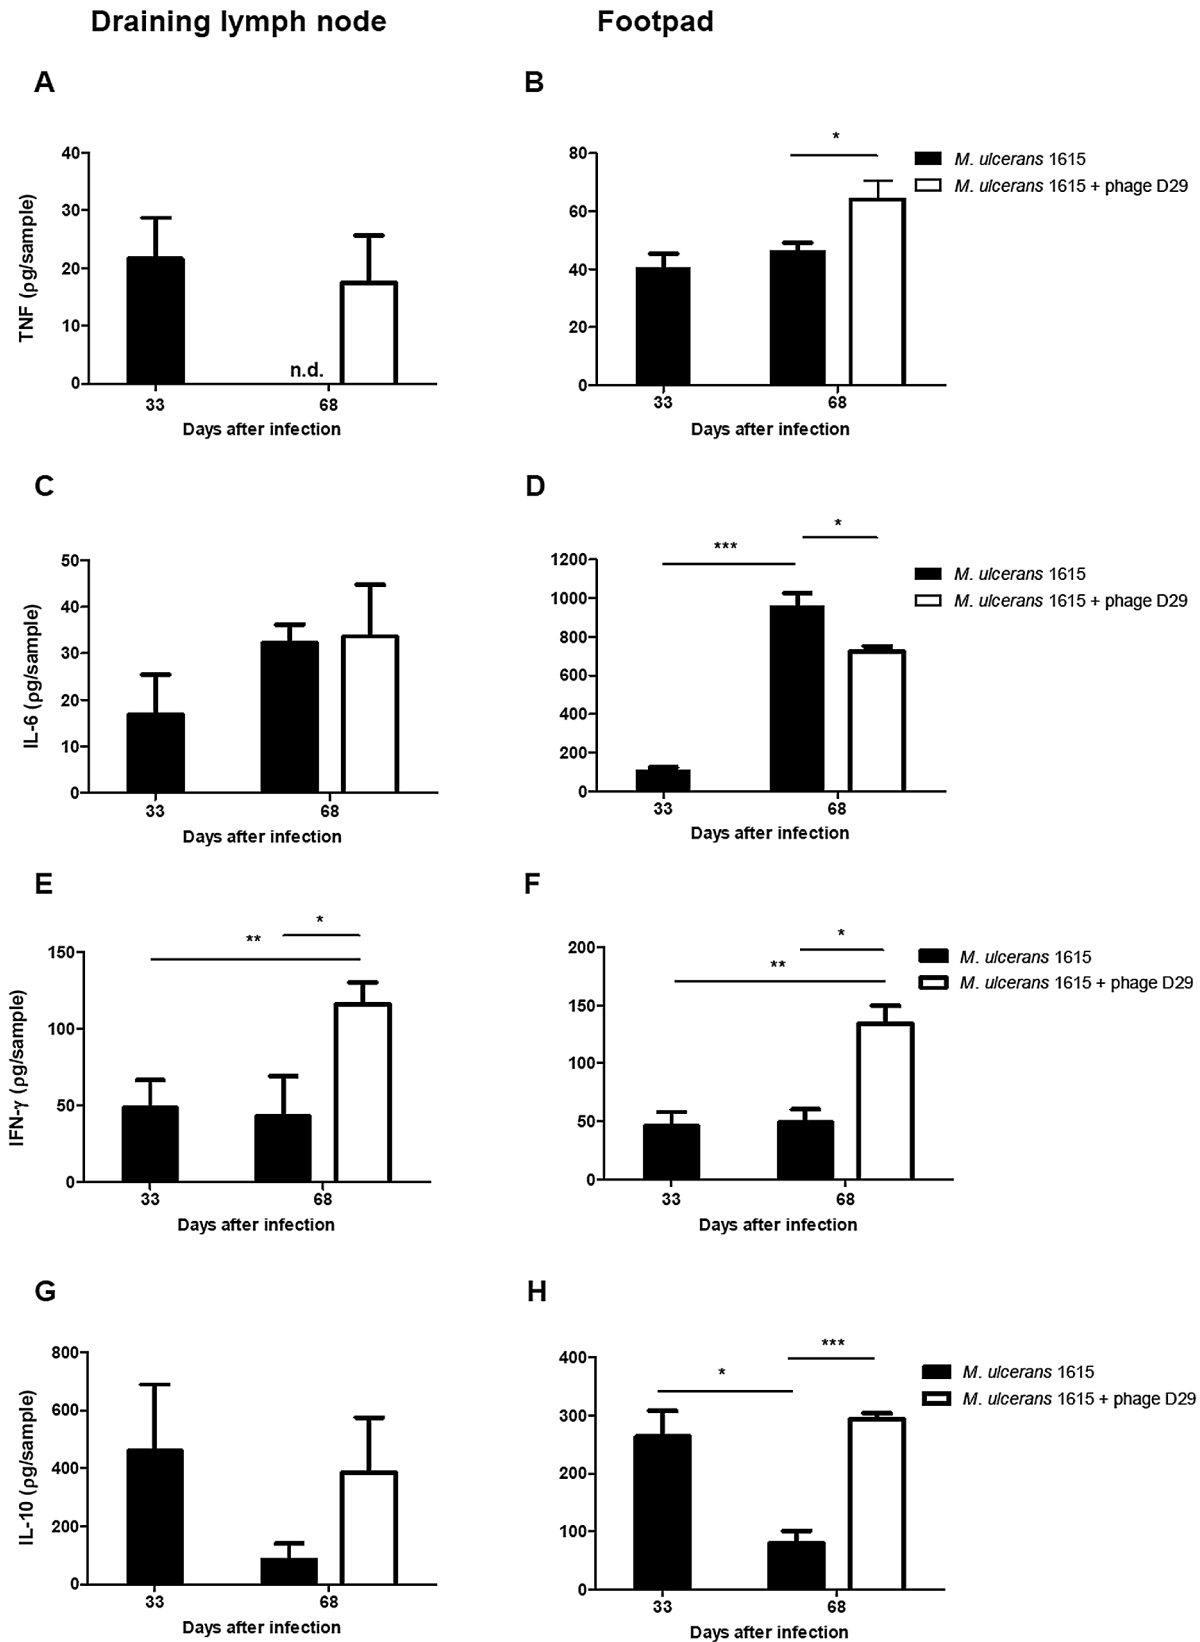 Draining lymph node
Footpad
A
TNF (ρg/sample)
40
30
20
10
0
n.d.
33
68
Days after infection
B
*
80
60
40
20
0
33
68
Days after infection
M. ulcerans 1615
M. ulcerans 1615 + phage D29
C
IL-6 (ρg/sample)
50
40
30
20
10
0
33
68
Days after infection
D
***
*
1200
1000
800
600
400
200
0
33
68
Days after infection
M. ulcerans 1615
M. ulcerans 1615 + phage D29
E
IFN-γ (ρg/sample)
**
*
150
100
50
0
33
68
Days after infection
F
*
**
200
150
100
50
0
33
68
Days after infection
M. ulcerans 1615
M. ulcerans 1615 + phage D29
G
IL-10 (ρg/sample)
800
600
400
200
0
33
68
Days after infection
H
***
*
400
300
200
100
0
33
68
Days after infection
M. ulcerans 1615
M. ulcerans 1615 + phage D29